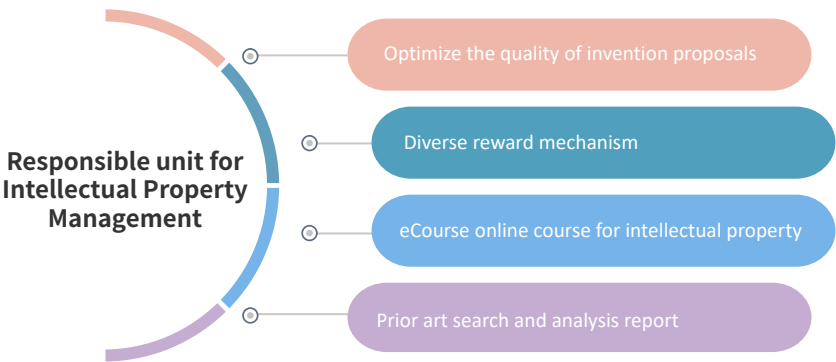 Responsible unit for
Intellectual Property
Management
Optimize the quality of invention proposals
Diverse reward mechanism
eCourse online course for intellectual property
Prior art search and analysis report